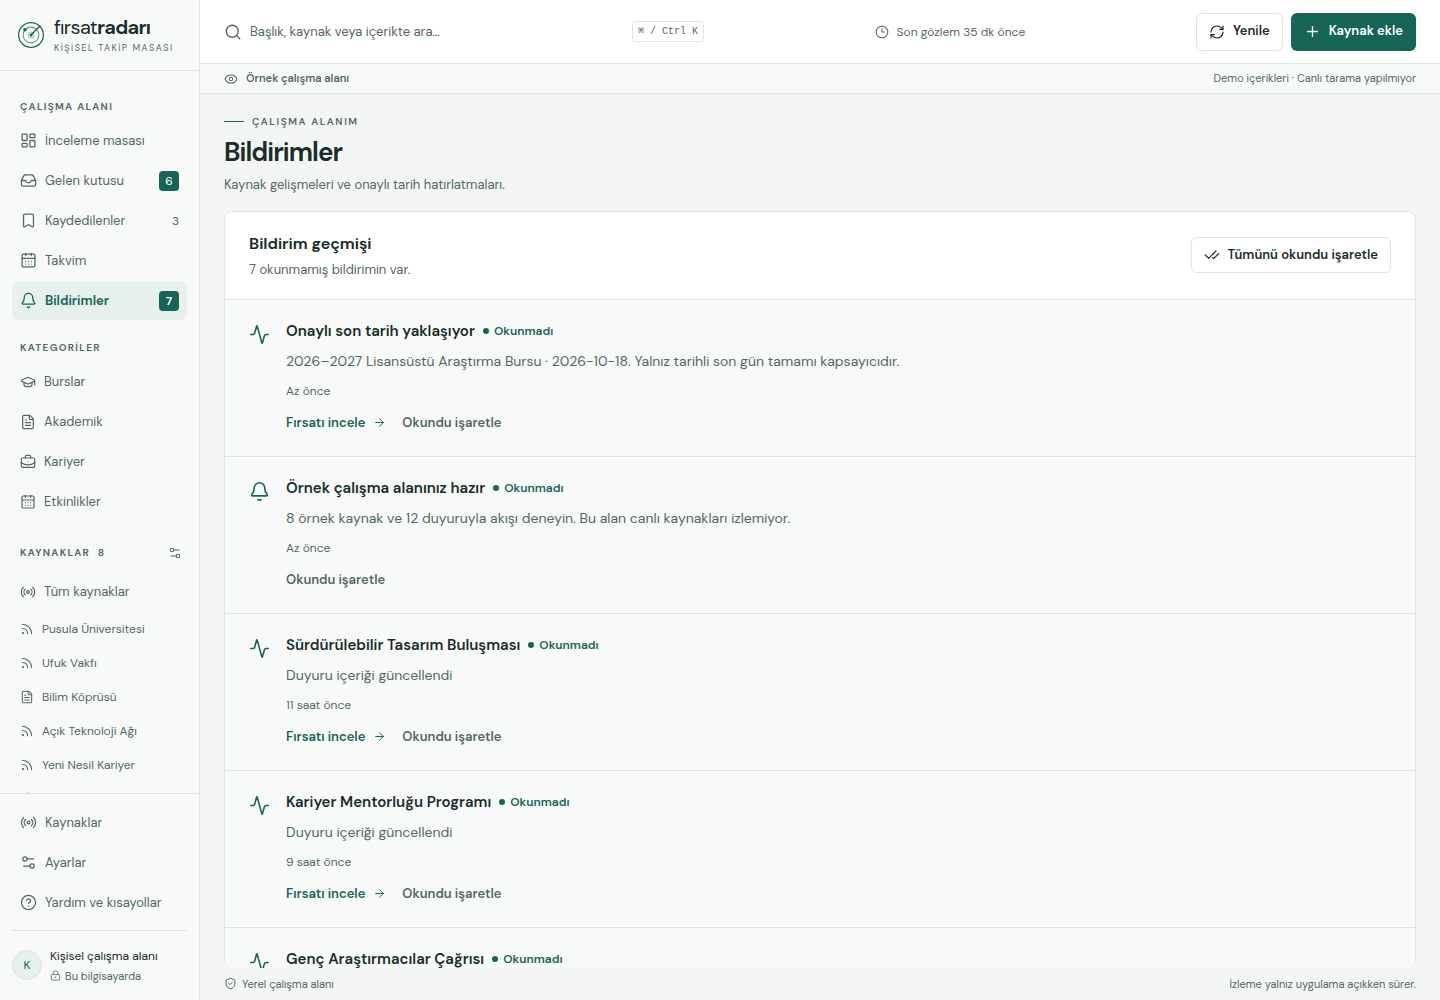 fırsatradarı
KİŞİSEL TAKİP MASASI
Başlık, kaynak veya içerikte ara...
⌘ / Ctrl K
Son gözlem 35 dk önce
Yenile
Kaynak ekle
Örnek çalışma alanı
Demo içerikleri · Canlı tarama yapılmıyor
ÇALIŞMA ALANI
İnceleme masası
Gelen kutusu 6
Kaydedilenler 3
Takvim
Bildirimler 7
KATEGORİLER
Burslar
Akademik
Kariyer
Etkinlikler
KAYNAKLAR 8
Tüm kaynaklar
Pusula Üniversitesi
Ufuk Vakfı
Bilim Köprüsü
Açık Teknoloji Ağı
Yeni Nesil Kariyer
Kaynaklar
Ayarlar
Yardım ve kısayollar
K
Kişisel çalışma alanı
Bu bilgisayarda
ÇALIŞMA ALANIM
Bildirimler
Kaynak gelişmeleri ve onaylı tarih hatırlatmaları.
Bildirim geçmişi
7 okunmamış bildirimin var.
Tümünü okundu işaretle
Onaylı son tarih yaklaşıyor Okunmadı
2026–2027 Lisansüstü Araştırma Bursu · 2026-10-18. Yalnız tarihli son gün tamamı kapsayıcıdır.
Az önce
Fırsatı incele → Okundu işaretle
Örnek çalışma alanınız hazır Okunmadı
8 örnek kaynak ve 12 duyuruyla akışı deneyin. Bu alan canlı kaynakları izlemiyor.
Az önce
Okundu işaretle
Sürdürülebilir Tasarım Buluşması Okunmadı
Duyuru içeriği güncellendi
11 saat önce
Fırsatı incele → Okundu işaretle
Kariyer Mentorluğu Programı Okunmadı
Duyuru içeriği güncellendi
9 saat önce
Fırsatı incele → Okundu işaretle
Genç Araştırmacılar Çağrısı Okunmadı
Yerel çalışma alanı
İzleme yalnız uygulama açıkken sürer.